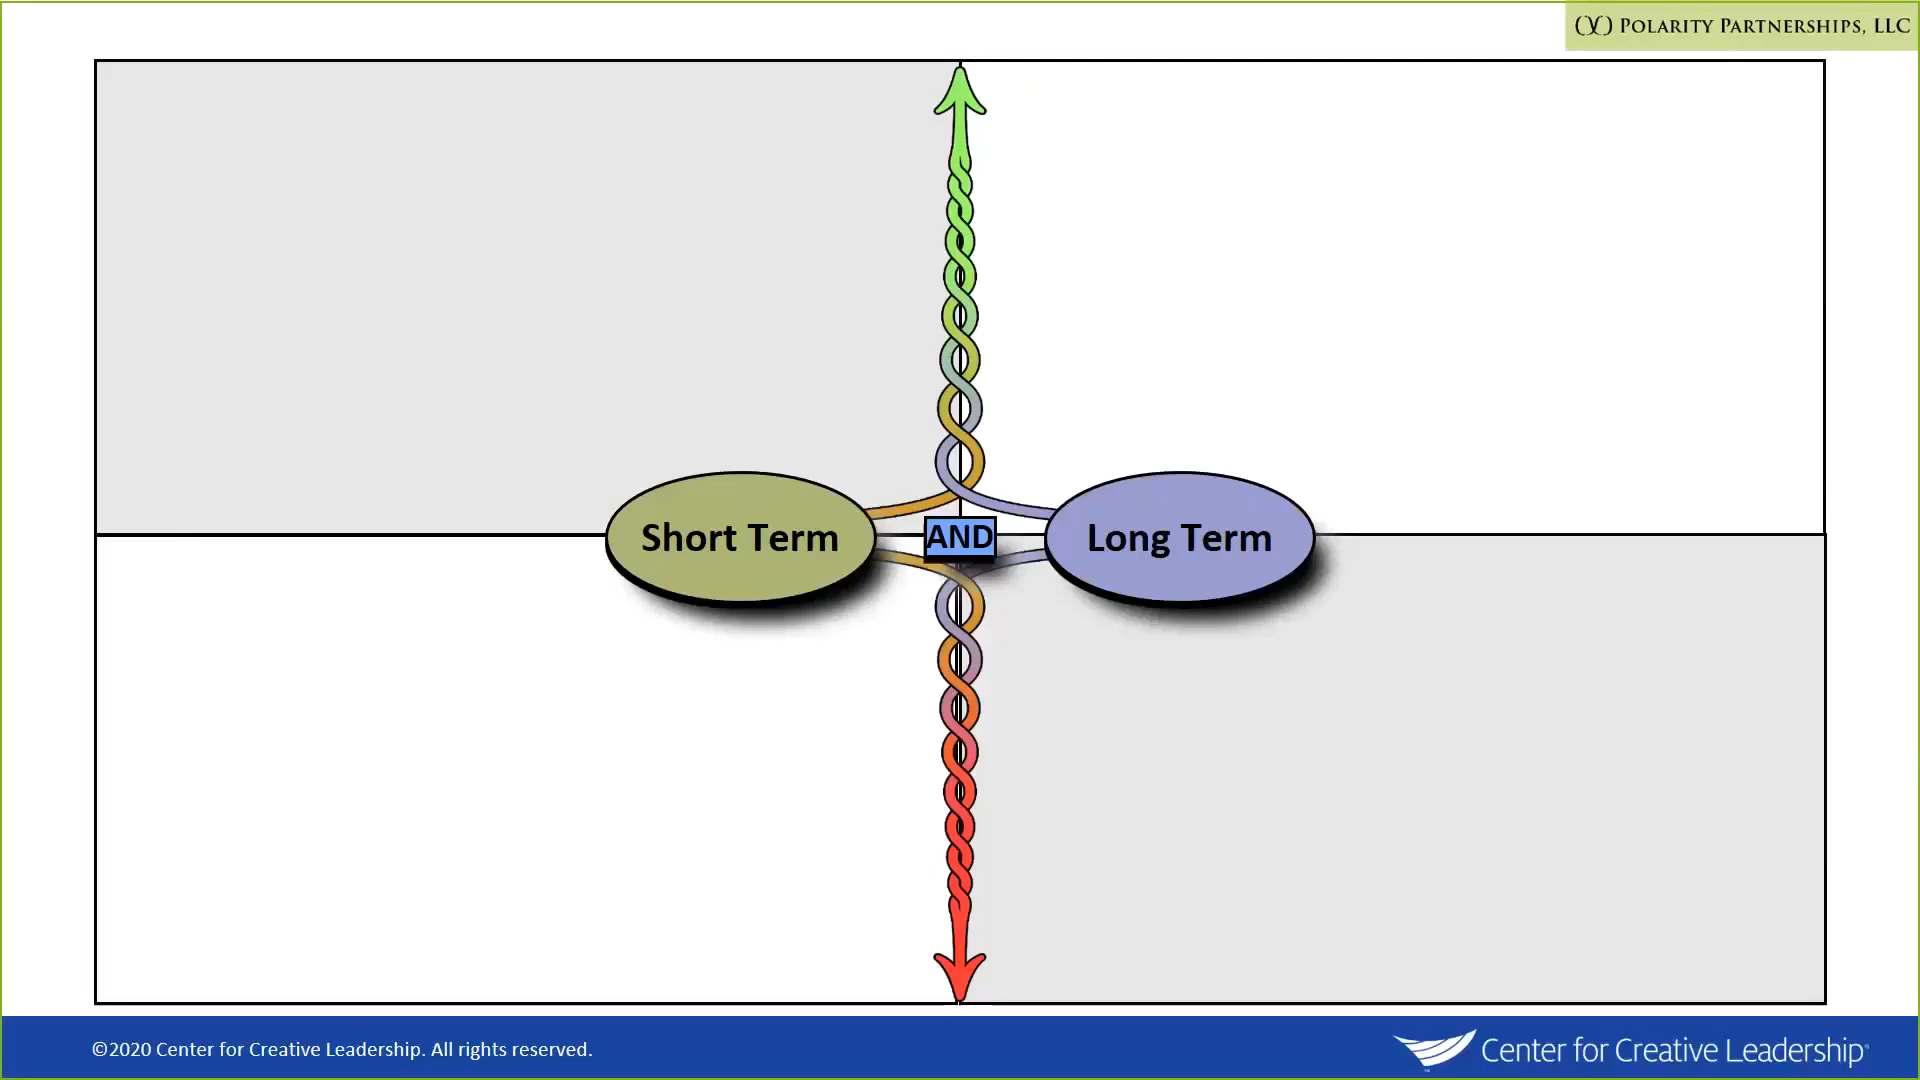 POLARITY PARTNERSHIPS, LLC
Short Term
AND
Long Term
©2020 Center for Creative Leadership. All rights reserved.
Center for Creative Leadership®